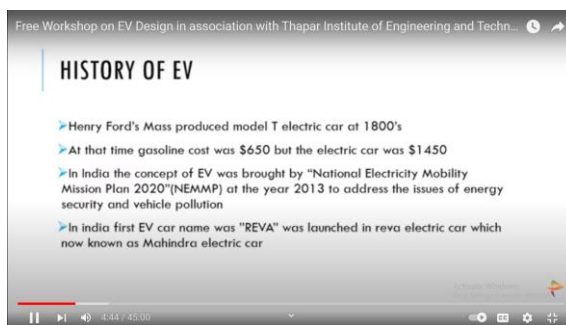 Free Workshop on EV Design in association with Thapar Institute of Engineering and Techn...
HISTORY OF EV
➢Henry Ford's Mass produced model T electric car at 1800's
➢At that time gasoline cost was $650 but the electric car was $1450
➢In India the concept of EV was brought by "National Electricity Mobility
Mission Plan 2020"(NEMMP) at the year 2013 to address the issues of energy
security and vehicle pollution
➢In india first EV car name was "REVA" was launched in reva electric car which
now known as Mahindra electric car
Activate Windows
4:44 / 45:00